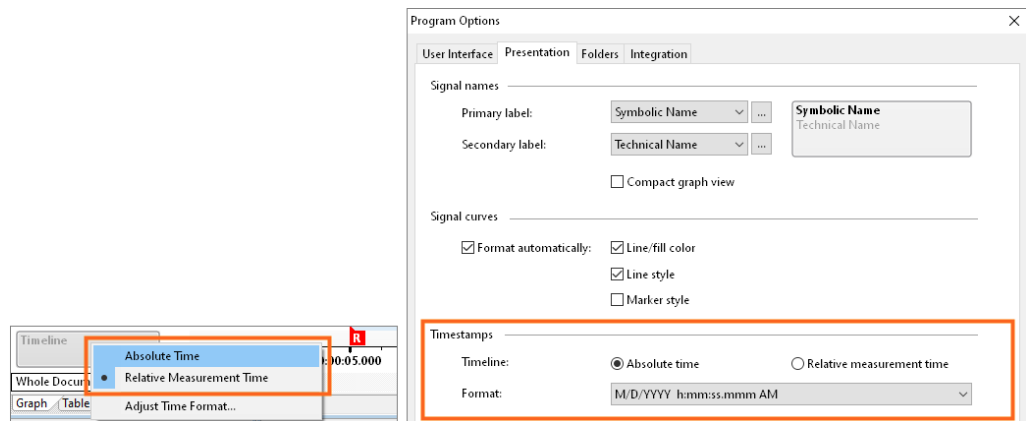 Program Options
User Interface Presentation Folders Integration
Signal names
Primary label: Symbolic Name ... Symbolic Name
Technical Name
Secondary label: Technical Name ...
Compact graph view
Signal curves
Format automatically: Line/fill color
Line style
Marker style
Timestamps
Timeline: Absolute time Relative measurement time
Format: M/D/YYYY h:mm:ss.mmm AM
Timeline R
Absolute Time :00:05.000
Whole Docum Relative Measurement Time
Graph Table Adjust Time Format...